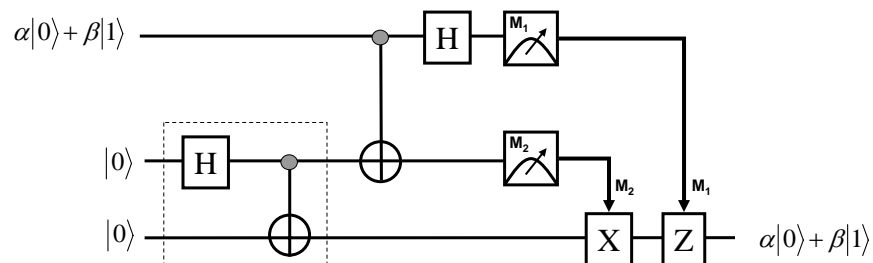 α|0⟩ + β|1⟩ H M₁
|0⟩ H M₂
M₂ M₁
|0⟩ X Z α|0⟩ + β|1⟩